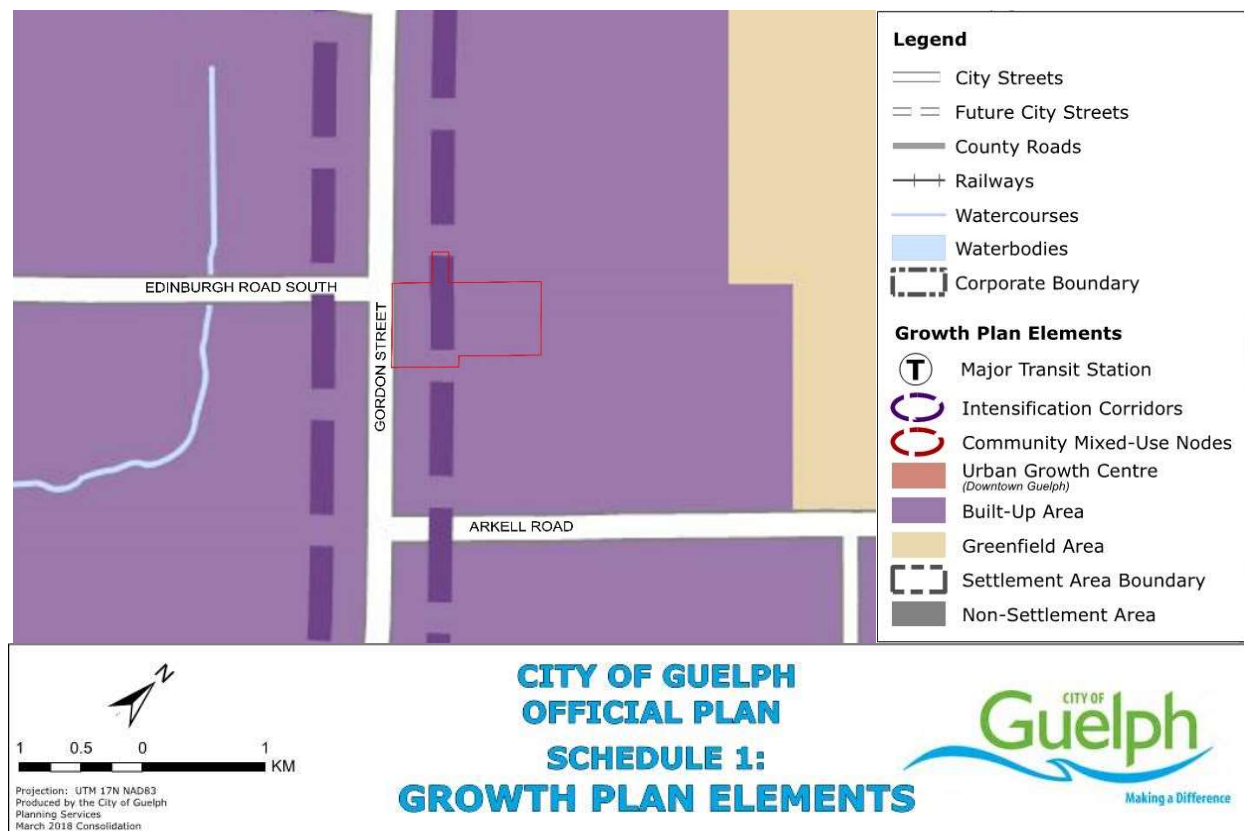 Legend
City Streets
Future City Streets
County Roads
Railways
Watercourses
Waterbodies
Corporate Boundary
Growth Plan Elements
T
Major Transit Station
Intensification Corridors
Community Mixed-Use Nodes
Urban Growth Centre
(Downtown Guelph)
Built-Up Area
Greenfield Area
Settlement Area Boundary
Non-Settlement Area
EDINBURGH ROAD SOUTH
GORDON STREET
ARKELL ROAD
N
1 0.5 0 1
KM
Projection: UTM 17N NAD83
Produced by the City of Guelph
Planning Services
March 2018 Consolidation
CITY OF GUELPH
OFFICIAL PLAN
SCHEDULE 1:
GROWTH PLAN ELEMENTS
CITY OF
Guelph
Making a Difference